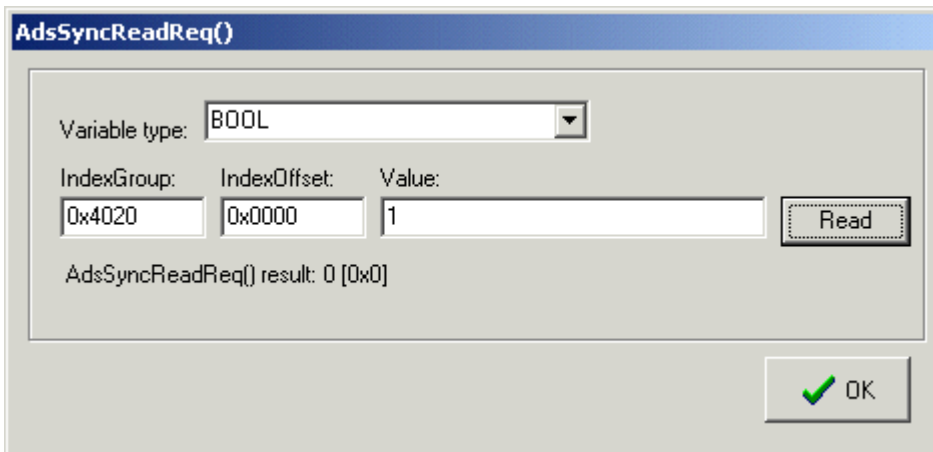 AdsSyncReadReq()
Variable type: BOOL
IndexGroup: IndexOffset: Value:
0x4020 0x0000 1 Read
AdsSyncReadReq() result: 0 [0x0]
OK